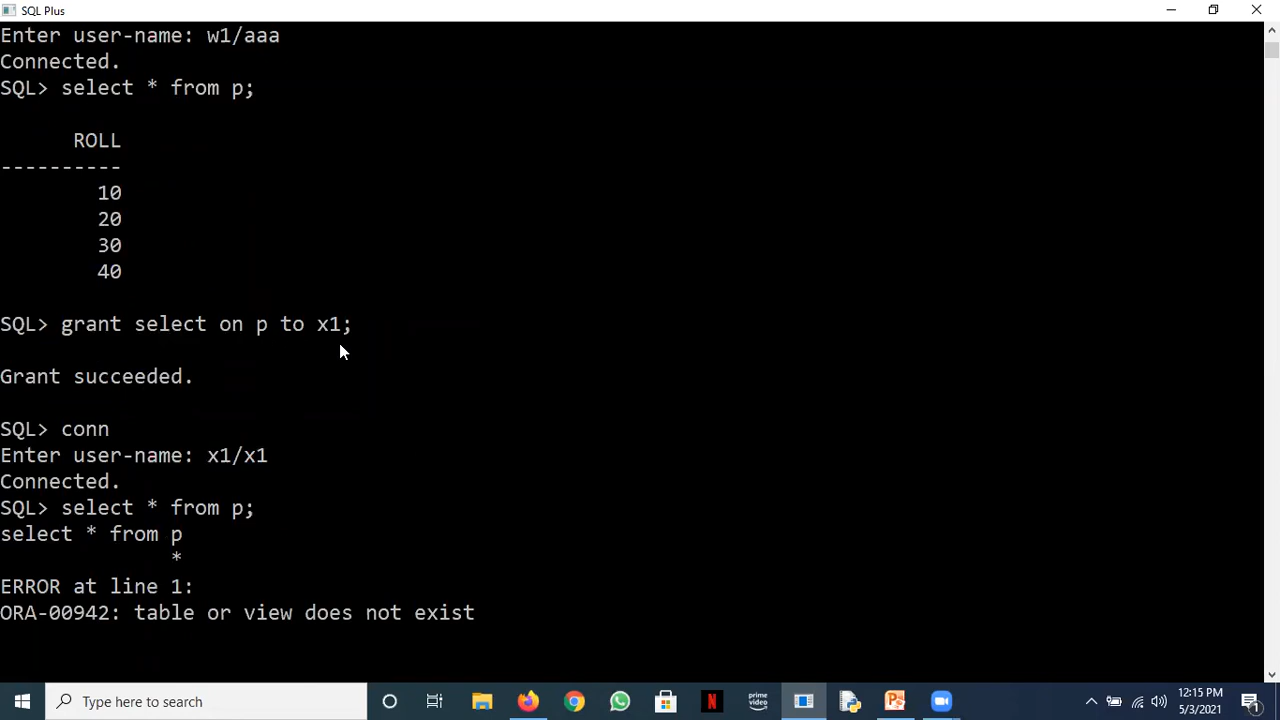 SQL Plus
Enter user-name: w1/aaa
Connected.
SQL> select * from p;
ROLL
----------
10
20
30
40
SQL> grant select on p to x1;
Grant succeeded.
SQL> conn
Enter user-name: x1/x1
Connected.
SQL> select * from p;
select * from p
*
ERROR at line 1:
ORA-00942: table or view does not exist
Type here to search
prime video
12:15 PM
5/3/2021